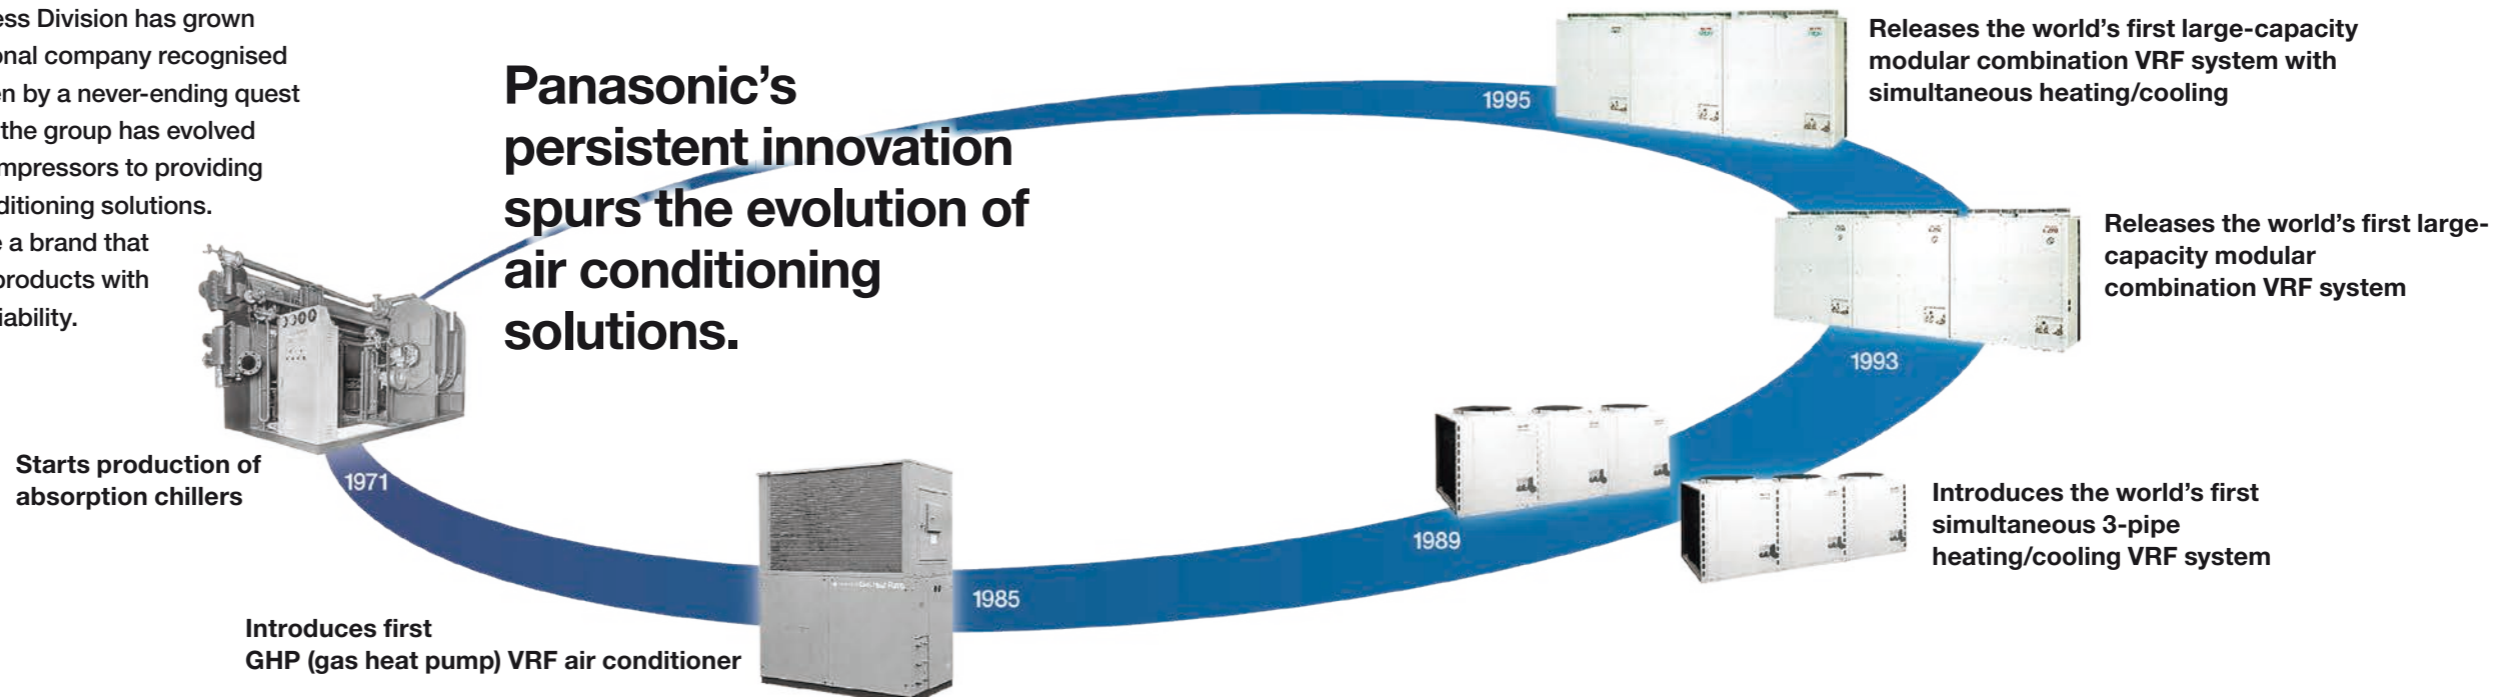 ess Division has grown
onal company recognised
en by a never-ending quest
the group has evolved
mpressors to providing
ditioning solutions.
e a brand that
products with
iability.
Panasonic’s
persistent innovation
spurs the evolution of
air conditioning
solutions.
1995
Releases the world’s first large-capacity
modular combination VRF system with
simultaneous heating/cooling
Releases the world’s first large-
capacity modular
combination VRF system
1993
Starts production of
absorption chillers
1971
1989
Introduces the world’s first
simultaneous 3-pipe
heating/cooling VRF system
1985
Introduces first
GHP (gas heat pump) VRF air conditioner